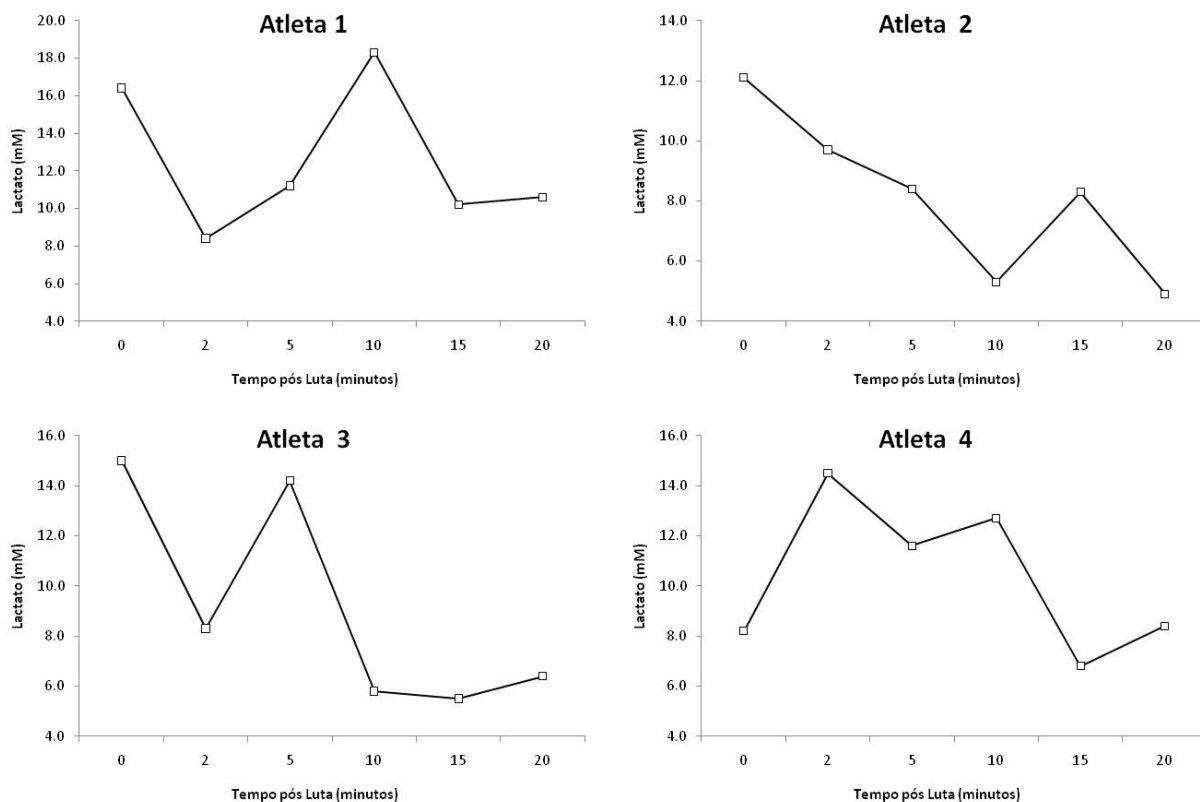 Atleta 1
20.0
18.0
16.0
14.0
12.0
10.0
8.0
6.0
4.0
Lactato (mM)
0 2 5 10 15 20
Tempo pós Luta (minutos)
Atleta 2
14.0
12.0
10.0
8.0
6.0
4.0
Lactato (mM)
0 2 5 10 15 20
Tempo pós Luta (minutos)
Atleta 3
16.0
14.0
12.0
10.0
8.0
6.0
4.0
Lactato (mM)
0 2 5 10 15 20
Tempo pós Luta (minutos)
Atleta 4
16.0
14.0
12.0
10.0
8.0
6.0
4.0
Lactato (mM)
0 2 5 10 15 20
Tempo pós Luta (minutos)